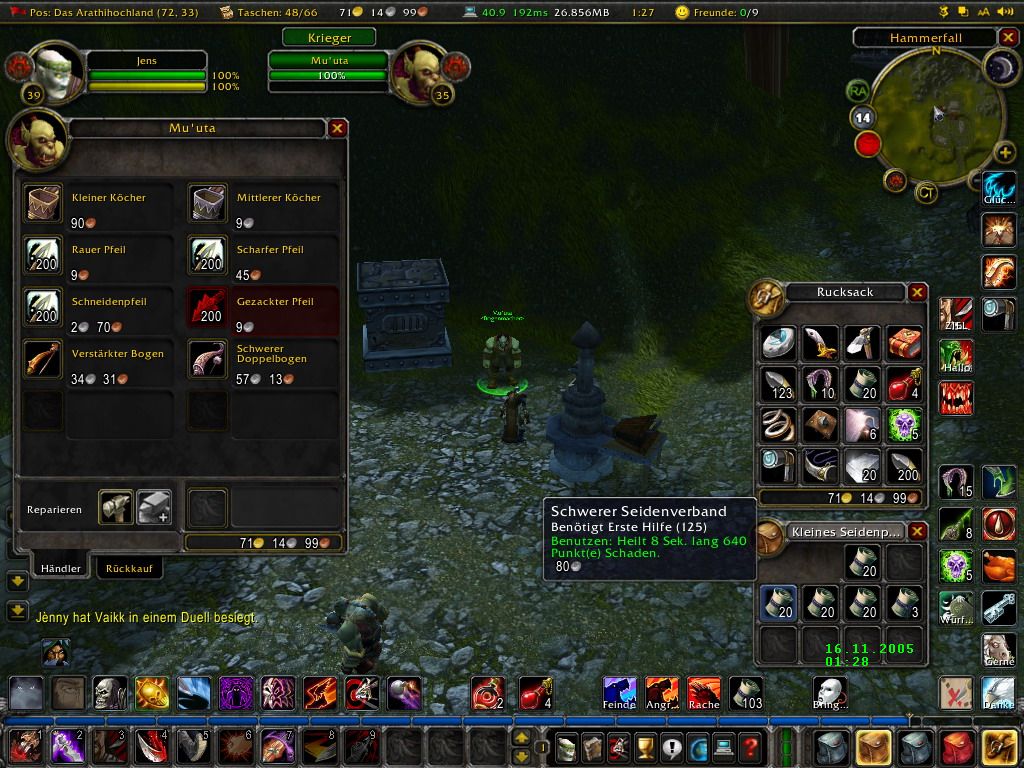 Pos: Das Arathihochland (72, 33) Taschen: 48/66 71 14 99 40.9 192ms 26.856MB 1:27 Freunde: 0/9
Krieger
Hammerfall
N
Jens
Mu'uta
100%
100%
100%
39
35
RA
14
CT
Mu'uta
Kleiner Köcher
90
Mittlerer Köcher
9
Rauer Pfeil
200
9
Scharfer Pfeil
200
45
Schneidenpfeil
200
2 70
Gezackter Pfeil
200
9
Verstärkter Bogen
34 31
Schwerer
Doppelbogen
57 13
Reparieren
71 14 99
Händler
Rückkauf
Mu'uta
Rucksack
123 10 20 4
6 5
20 200
71 14 99
Kleines Seidenp...
20
20 20 20 3
16.11.2005
01:28
Schwerer Seidenverband
Benötigt Erste Hilfe (125)
Benutzen: Heilt 8 Sek. lang 640
Punkt(e) Schaden.
80
ZIEL
Hallo
15
8
5
Würf...
Gerne
Jènny hat Vaikk in einem Duell besiegt.
2 4 Feinde Angr... Rache 103 Bring... Danke
2 3 4 5 6 7 8 9 1